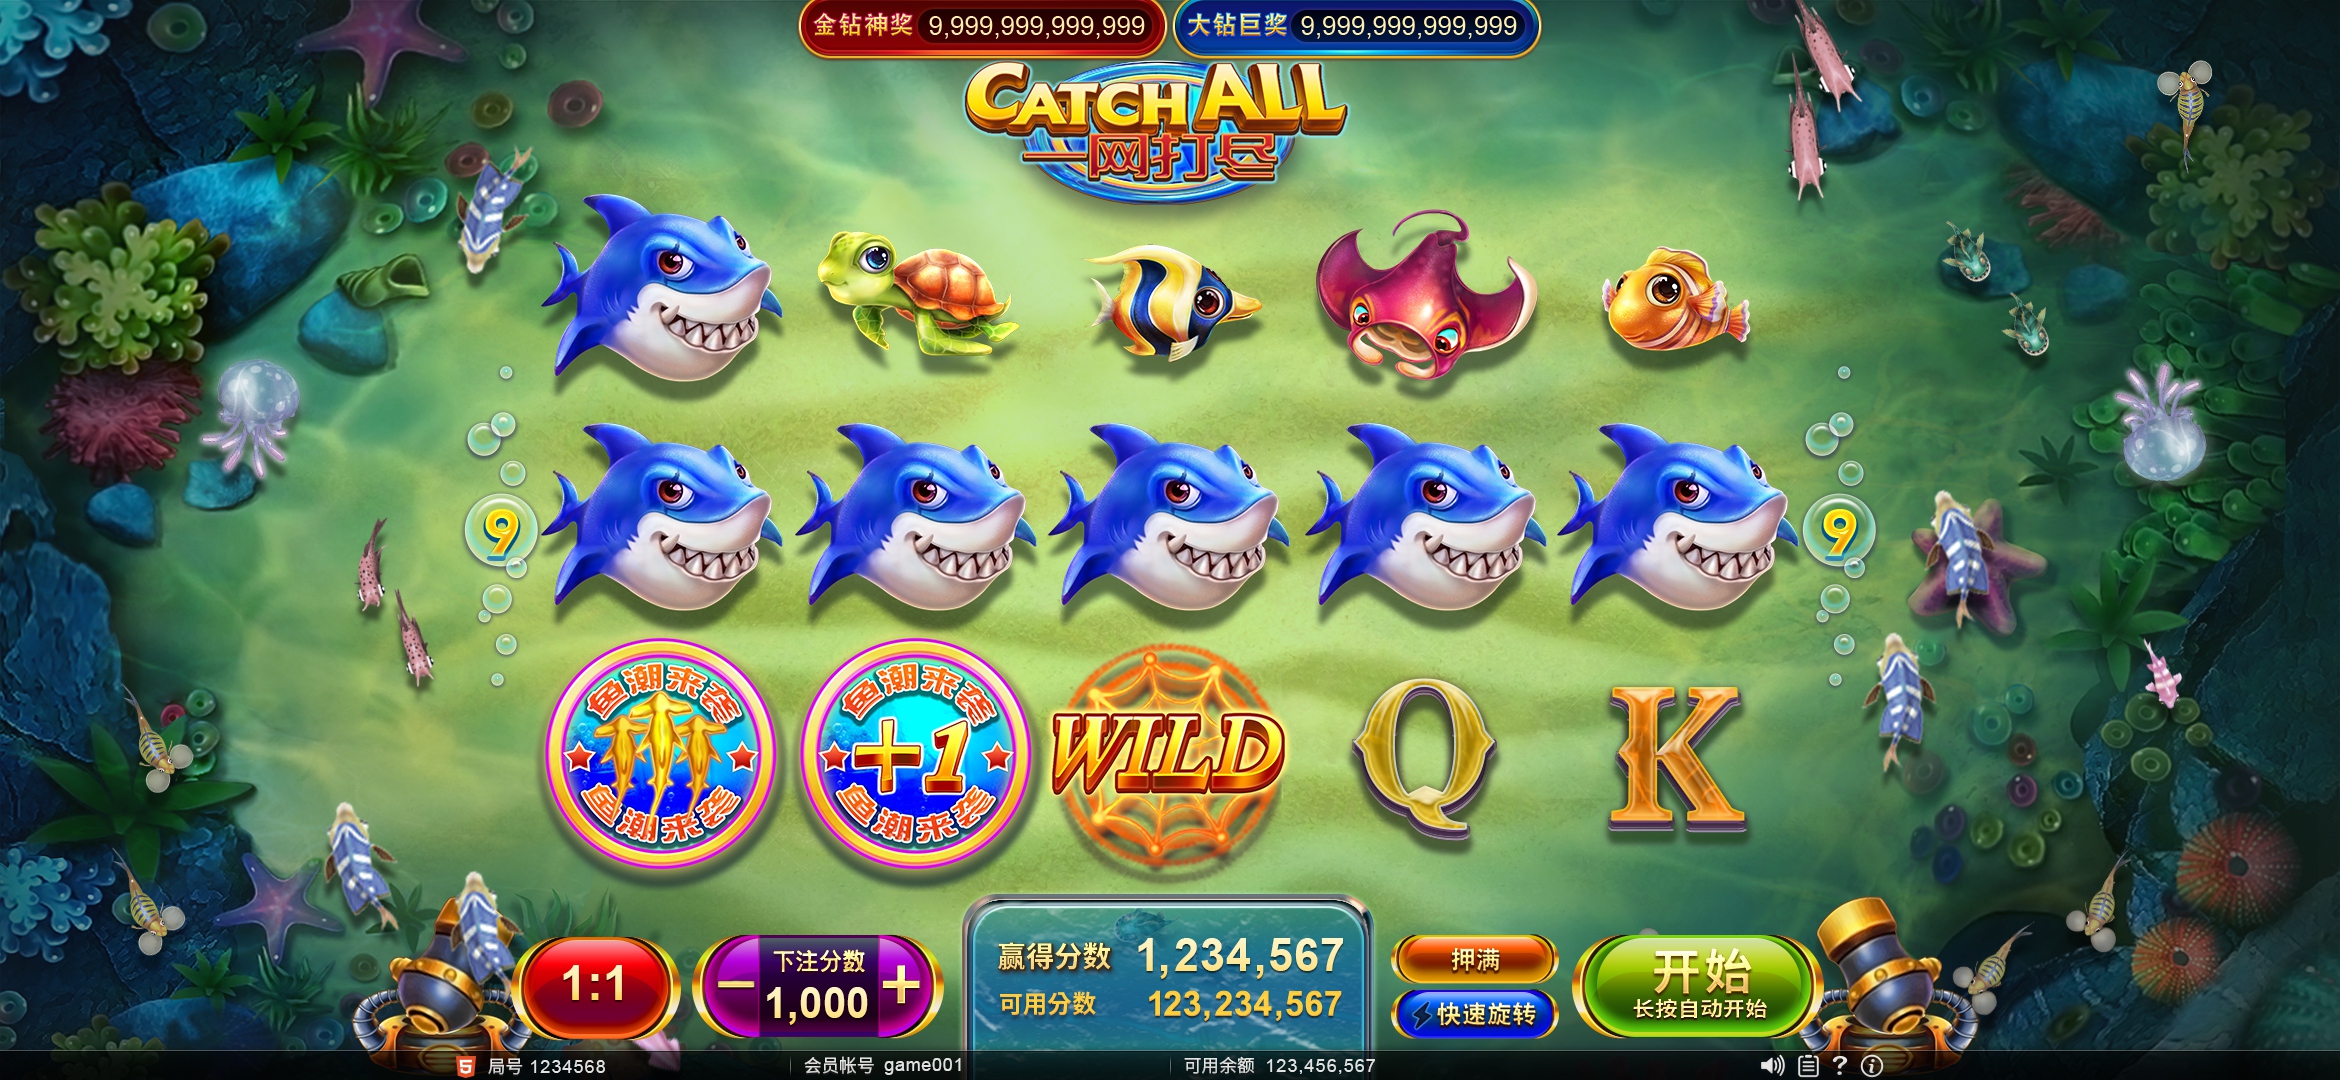 金钻神奖 9,999,999,999,999
大钻巨奖 9,999,999,999,999
CATCH ALL
一网打尽
9
9
鱼潮来袭
鱼潮来袭
鱼潮来袭
+1
鱼潮来袭
WILD
Q
K
1:1
下注分数
− 1,000 +
赢得分数 1,234,567
可用分数 123,234,567
押满
快速旋转
开始
长按自动开始
5 局号 1234568
会员帐号 game001
可用余额 123,456,567
? i